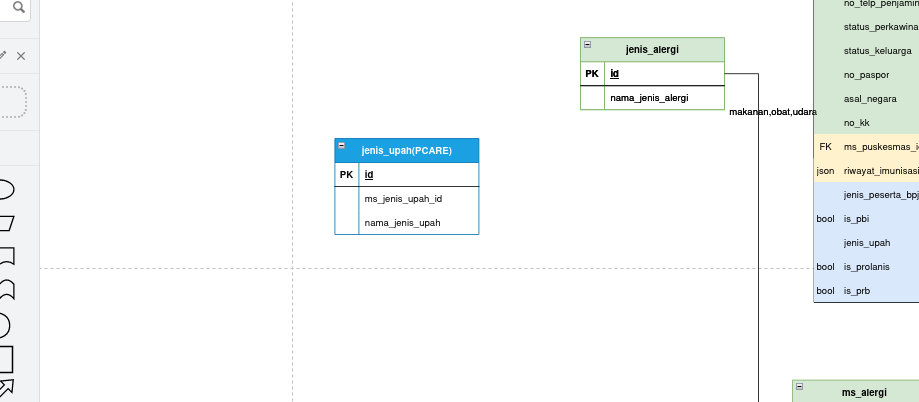 no_telp_penjamin
status_perkawina
status_keluarga
no_paspor
asal_negara
no_kk
FK ms_puskesmas_i
json riwayat_imunisasi
jenis_peserta_bpj
bool is_pbi
jenis_upah
bool is_prolanis
bool is_prb
jenis_alergi
PK id
nama_jenis_alergi
makanan,obat,udara
jenis_upah(PCARE)
PK id
ms_jenis_upah_id
nama_jenis_upah
ms_alergi